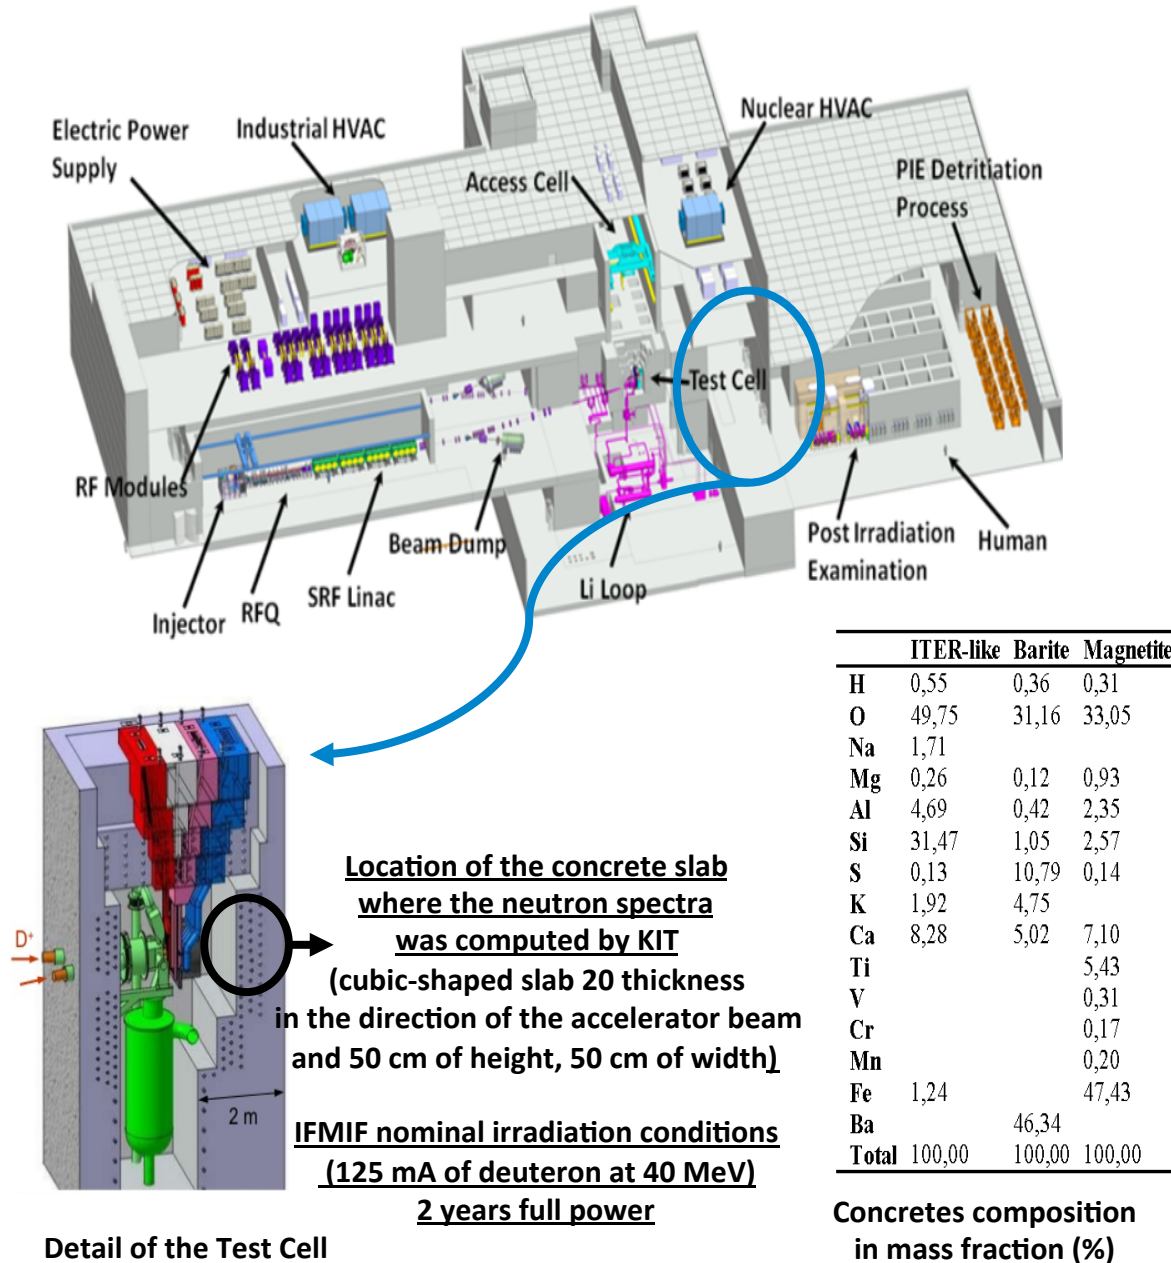 Electric Power
Supply
Industrial HVAC
Access Cell
Nuclear HVAC
PIE Detritiation
Process
Test Cell
RF Modules
Injector
RFQ
SRF Linac
Beam Dump
Li Loop
Post Irradiation
Examination
Human
D+
2 m
Detail of the Test Cell
Location of the concrete slab
where the neutron spectra
was computed by KIT
(cubic-shaped slab 20 thickness
in the direction of the accelerator beam
and 50 cm of height, 50 cm of width)
IFMIF nominal irradiation conditions
(125 mA of deuteron at 40 MeV)
2 years full power
ITER-like Barite Magnetite
H 0,55 0,36 0,31
O 49,75 31,16 33,05
Na 1,71
Mg 0,26 0,12 0,93
Al 4,69 0,42 2,35
Si 31,47 1,05 2,57
S 0,13 10,79 0,14
K 1,92 4,75
Ca 8,28 5,02 7,10
Ti 5,43
V 0,31
Cr 0,17
Mn 0,20
Fe 1,24 47,43
Ba 46,34
Total 100,00 100,00 100,00
Concretes composition
in mass fraction (%)